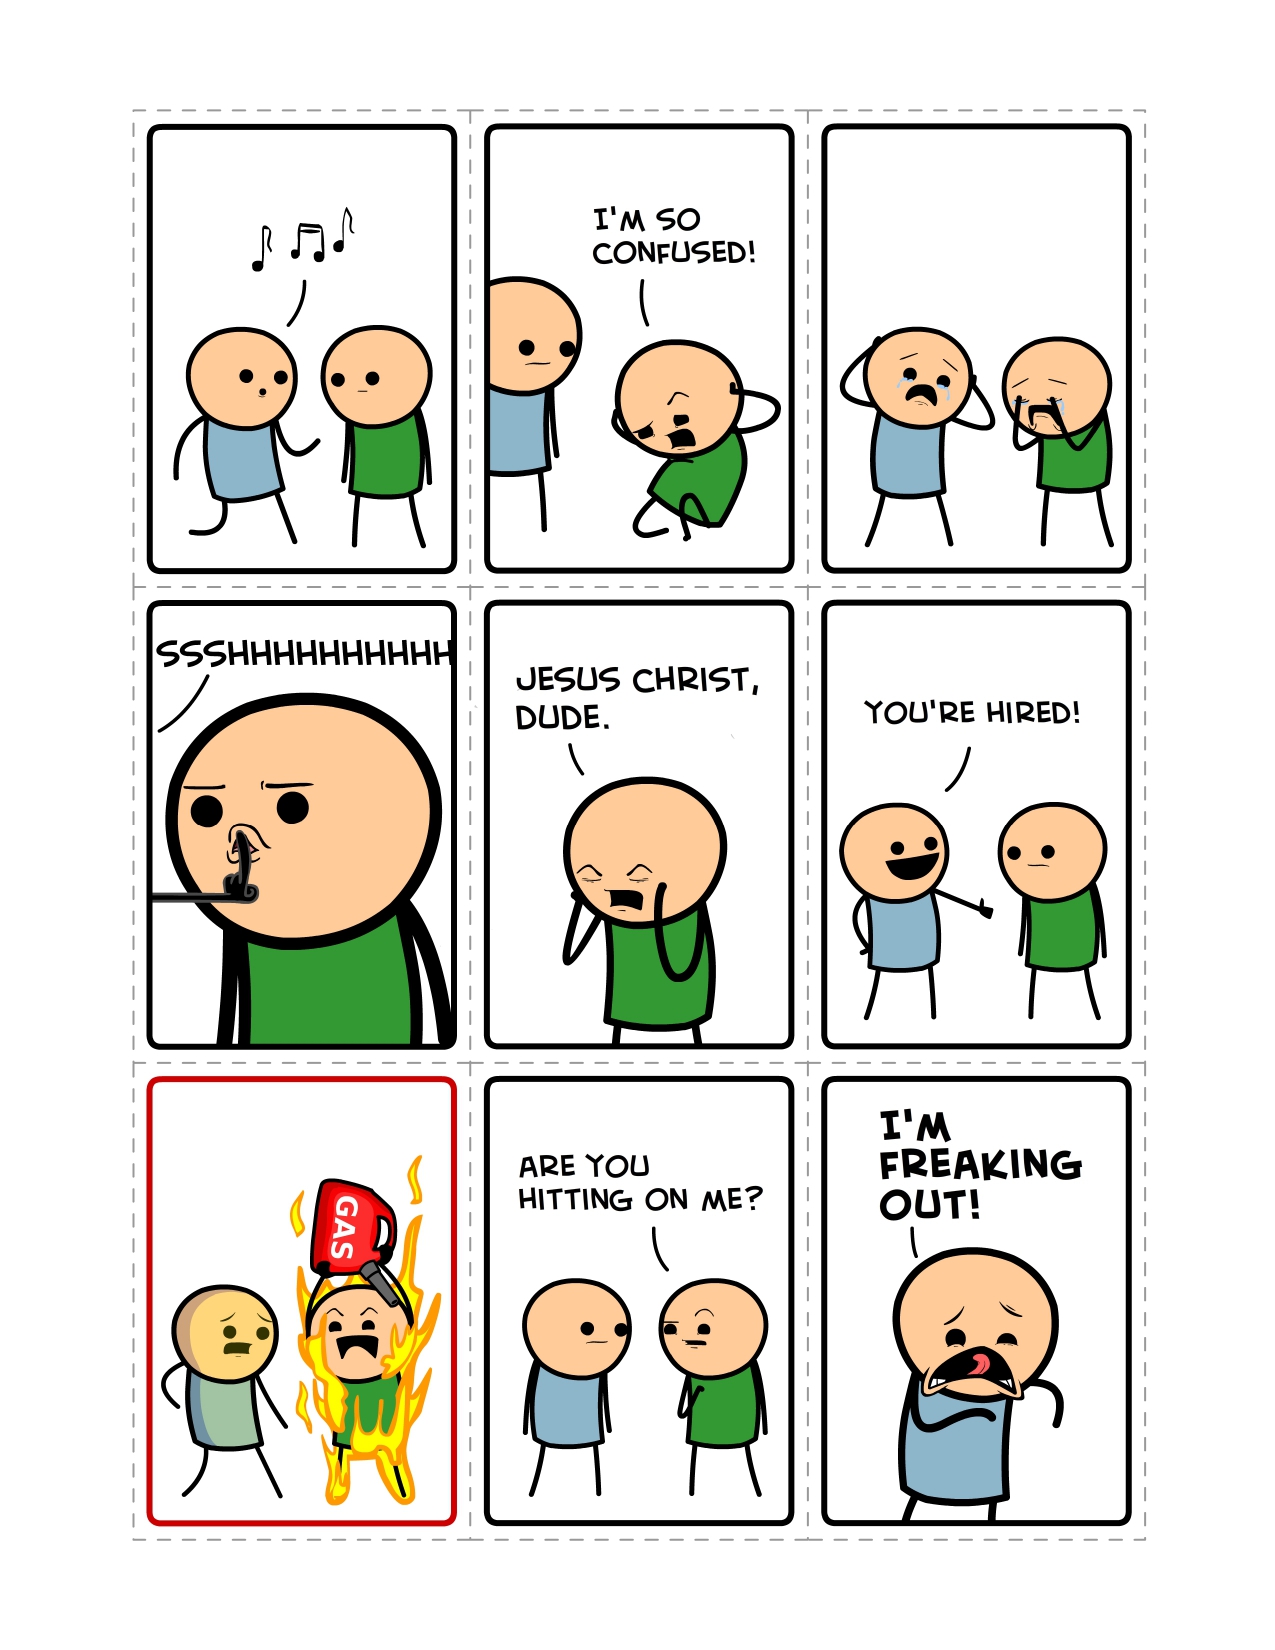 I'M SO
CONFUSED!
SSSHHHHHHHHHH
JESUS CHRIST,
DUDE.
YOU'RE HIRED!
GAS
ARE YOU
HITTING ON ME?
I'M
FREAKING
OUT!